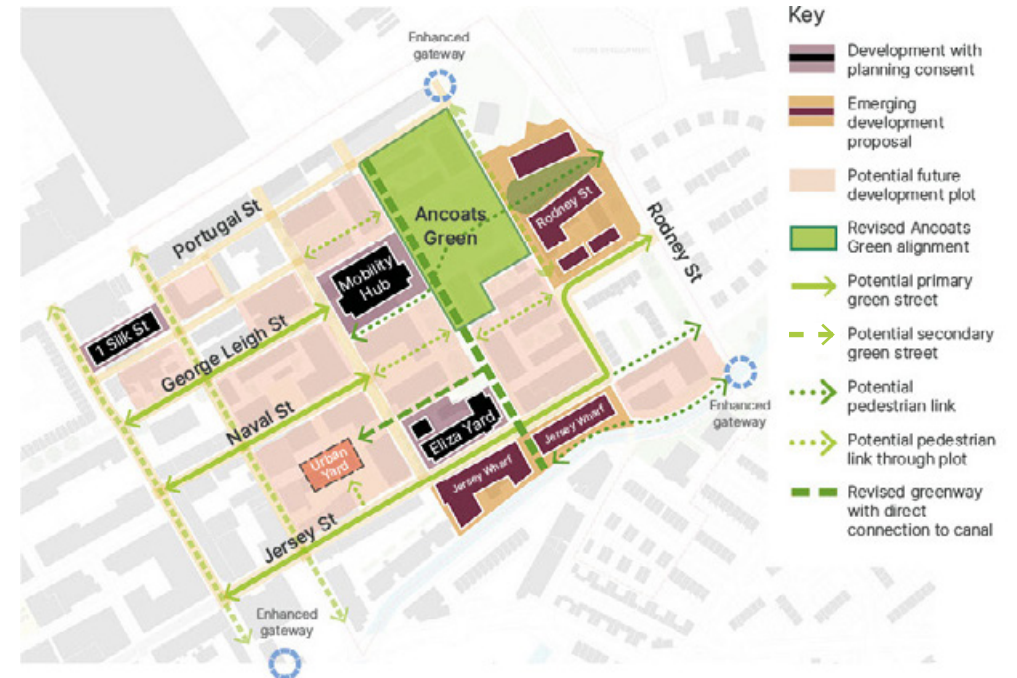 Key
Development with
planning consent
Emerging
development
proposal
Potential future
development plot
Revised Ancoats
Green alignment
Potential primary
green street
Potential secondary
green street
Potential
pedestrian link
Potential pedestrian
link through plot
Revised greenway
with direct
connection to canal
Enhanced
gateway
Portugal St
Ancoats
Green
Rodney St
Rodney St
Mobility
Hub
1 Silk St
George Leigh St
Naval St
Eliza Yard
Jersey Wharf
Jersey Wharf
Urban
Yard
Jersey St
Enhanced
gateway
Enhanced
gateway